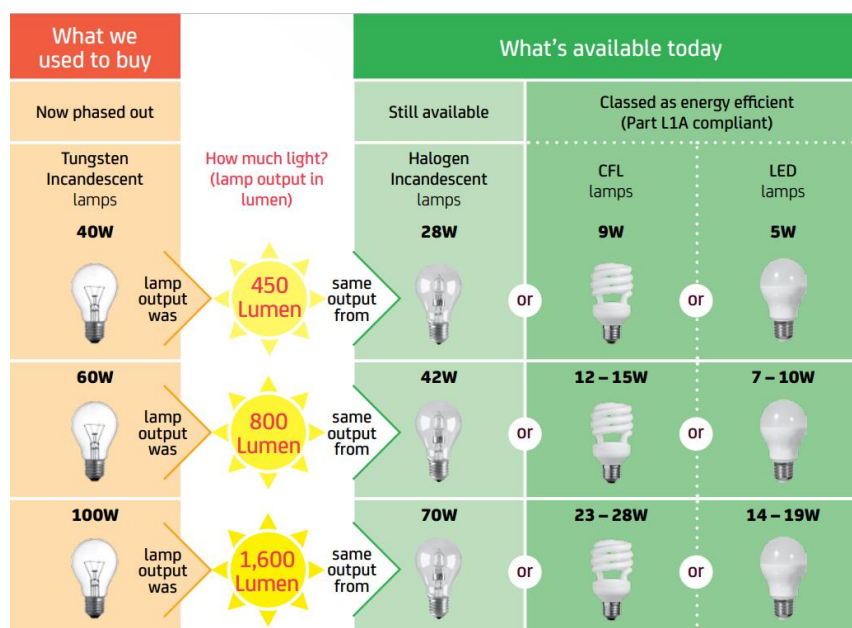 What we
used to buy
What's available today
Now phased out
Still available
Classed as energy efficient
(Part L1A compliant)
Tungsten
Incandescent
lamps
How much light?
(lamp output in
lumen)
Halogen
Incandescent
lamps
CFL
lamps
LED
lamps
40W
28W
9W
5W
lamp
output
was
450
Lumen
same
output
from
or
or
60W
42W
12 – 15W
7 – 10W
lamp
output
was
800
Lumen
same
output
from
or
or
100W
70W
23 – 28W
14 – 19W
lamp
output
was
1,600
Lumen
same
output
from
or
or